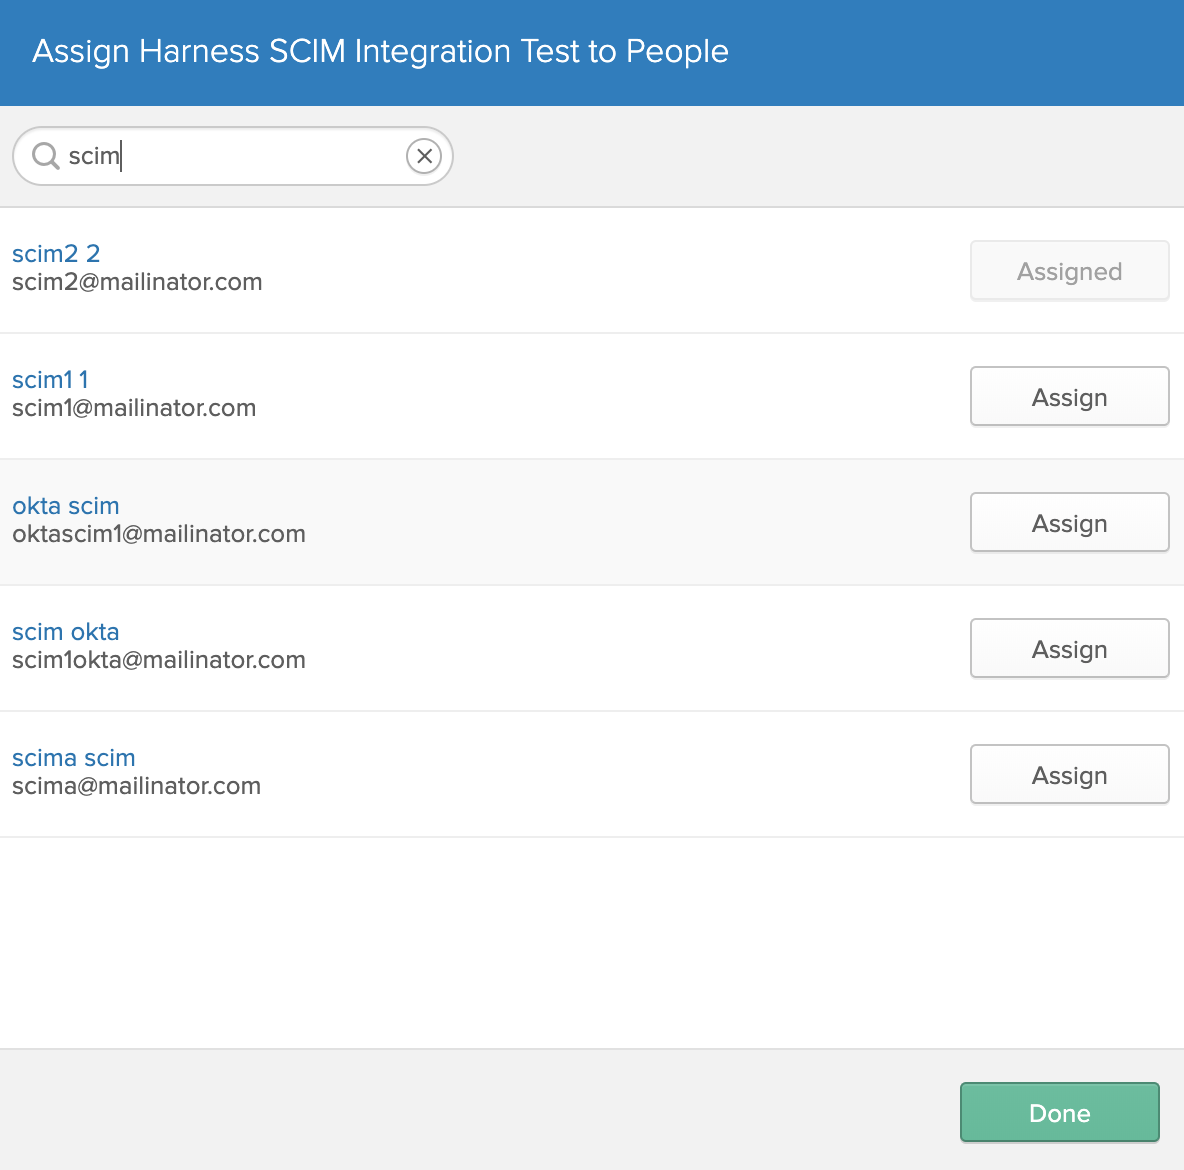 Assign Harness SCIM Integration Test to People
scim
scim2 2
scim2@mailinator.com
Assigned
scim1 1
scim1@mailinator.com
Assign
okta scim
oktascim1@mailinator.com
Assign
scim okta
scim1okta@mailinator.com
Assign
scima scim
scima@mailinator.com
Assign
Done